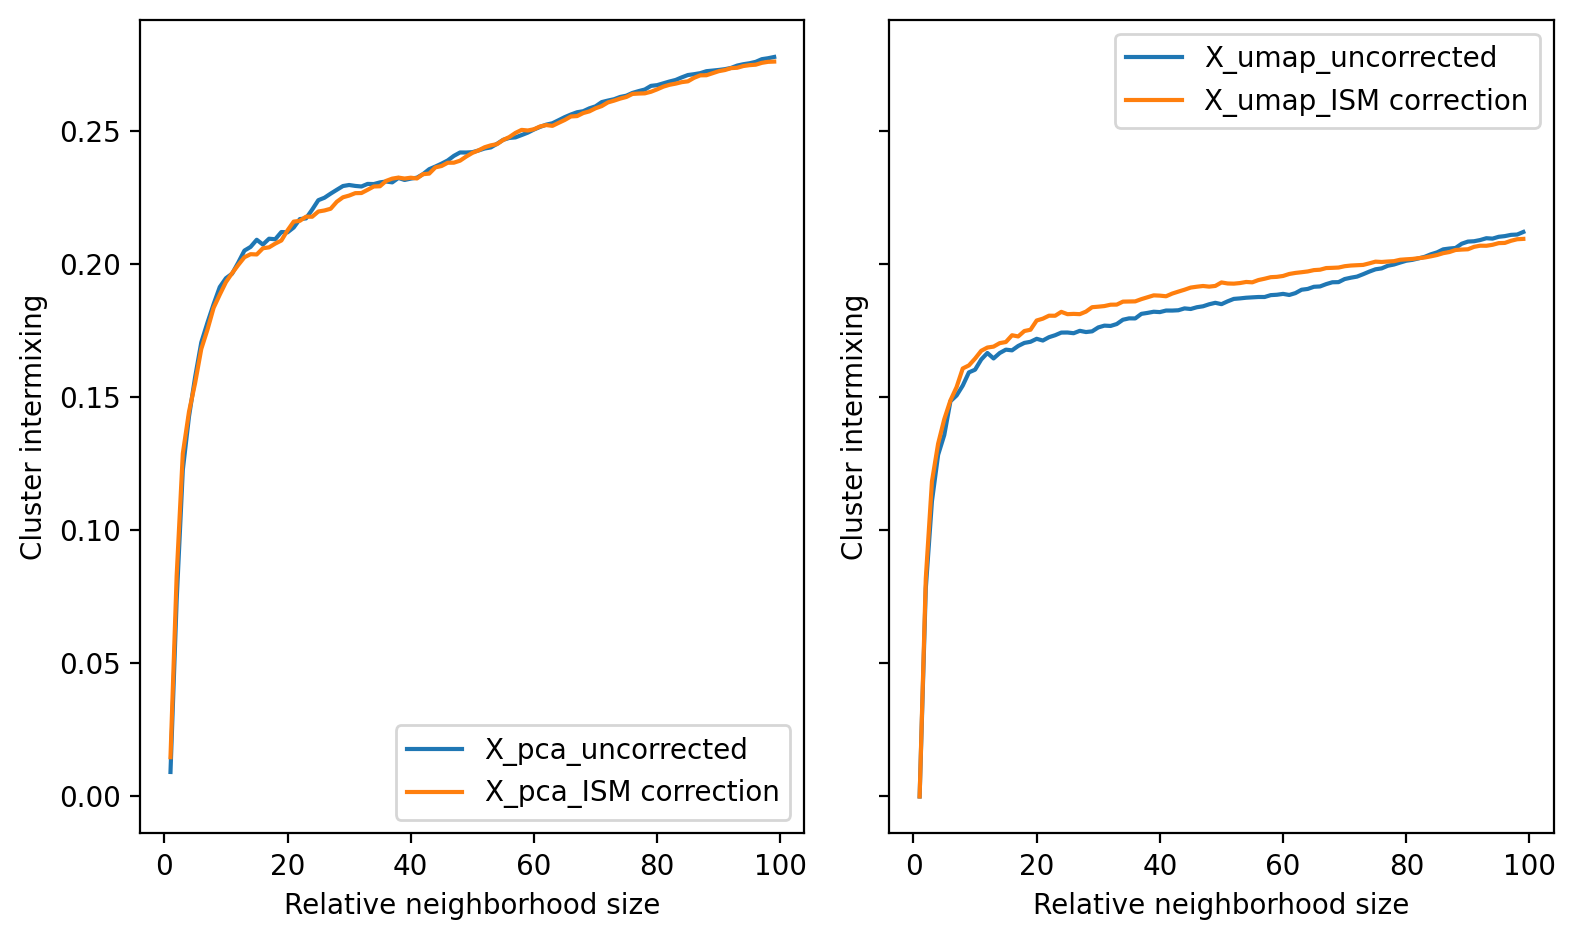 Cluster intermixing
0.25
0.20
0.15
0.10
0.05
0.00
X_pca_uncorrected
X_pca_ISM correction
0 20 40 60 80 100
Relative neighborhood size
Cluster intermixing
X_umap_uncorrected
X_umap_ISM correction
0 20 40 60 80 100
Relative neighborhood size